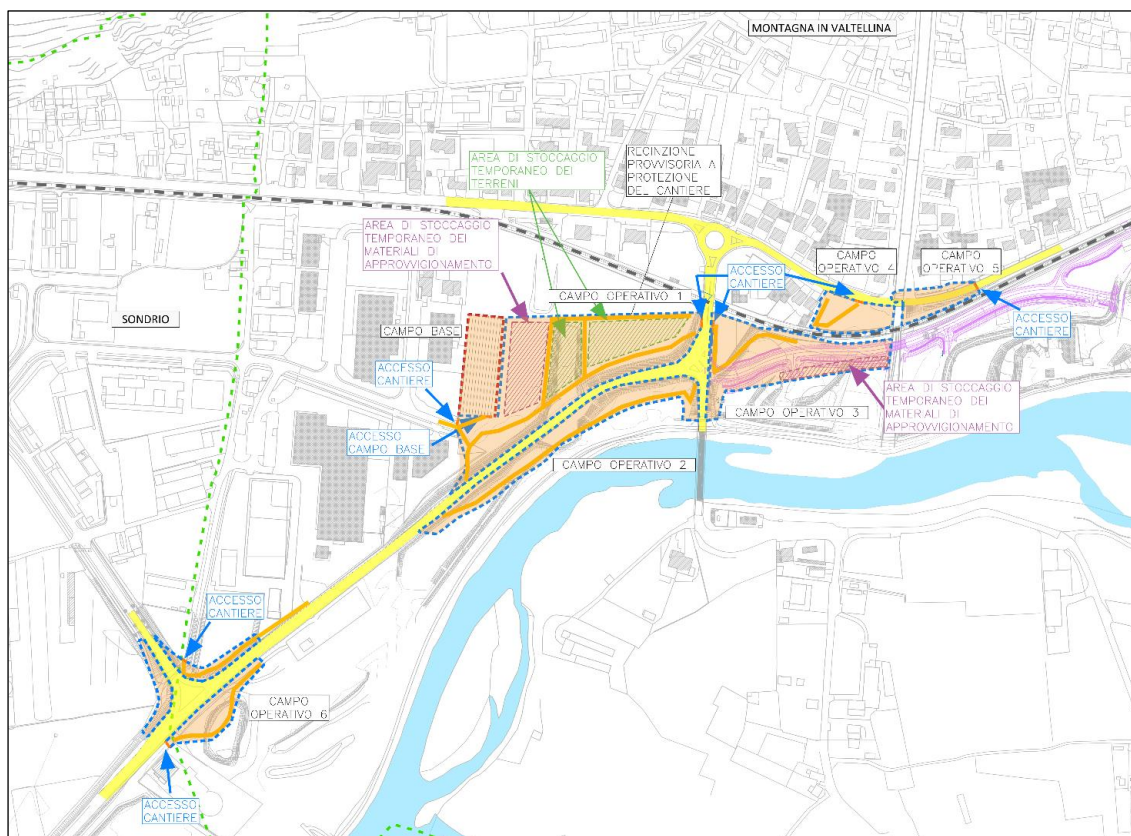 MONTAGNA IN VALTELLINA
AREA DI STOCCAGGIO
TEMPORANEO DEI
TERRENI
RECINZIONE
PROVVISORIA A
PROTEZIONE
DEL CANTIERE
AREA DI STOCCAGGIO
TEMPORANEO DEI
MATERIALI DI
APPROVVIGIONAMENTO
CAMPO
OPERATIVO 4
CAMPO
OPERATIVO 5
ACCESSO
CANTIERE
CAMPO OPERATIVO 1
SONDRIO
CAMPO BASE
ACCESSO
CANTIERE
ACCESSO
CANTIERE
AREA DI STOCCAGGIO
TEMPORANEO DEI
MATERIALI DI
APPROVVIGIONAMENTO
CAMPO OPERATIVO 3
ACCESSO
CAMPO BASE
CAMPO OPERATIVO 2
ACCESSO
CANTIERE
CAMPO
OPERATIVO 6
ACCESSO
CANTIERE